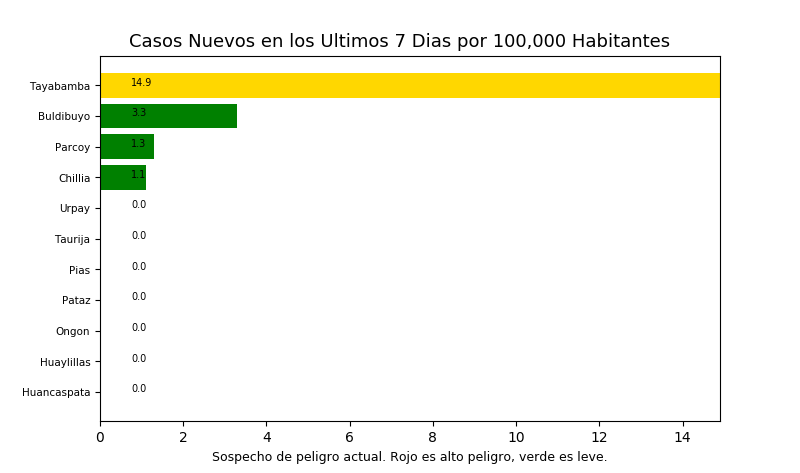 Casos Nuevos en los Ultimos 7 Dias por 100,000 Habitantes
Tayabamba 14.9
Buldibuyo 3.3
Parcoy 1.3
Chillia 1.1
Urpay 0.0
Taurija 0.0
Pias 0.0
Pataz 0.0
Ongon 0.0
Huaylillas 0.0
Huancaspata 0.0
0 2 4 6 8 10 12 14
Sospecho de peligro actual. Rojo es alto peligro, verde es leve.